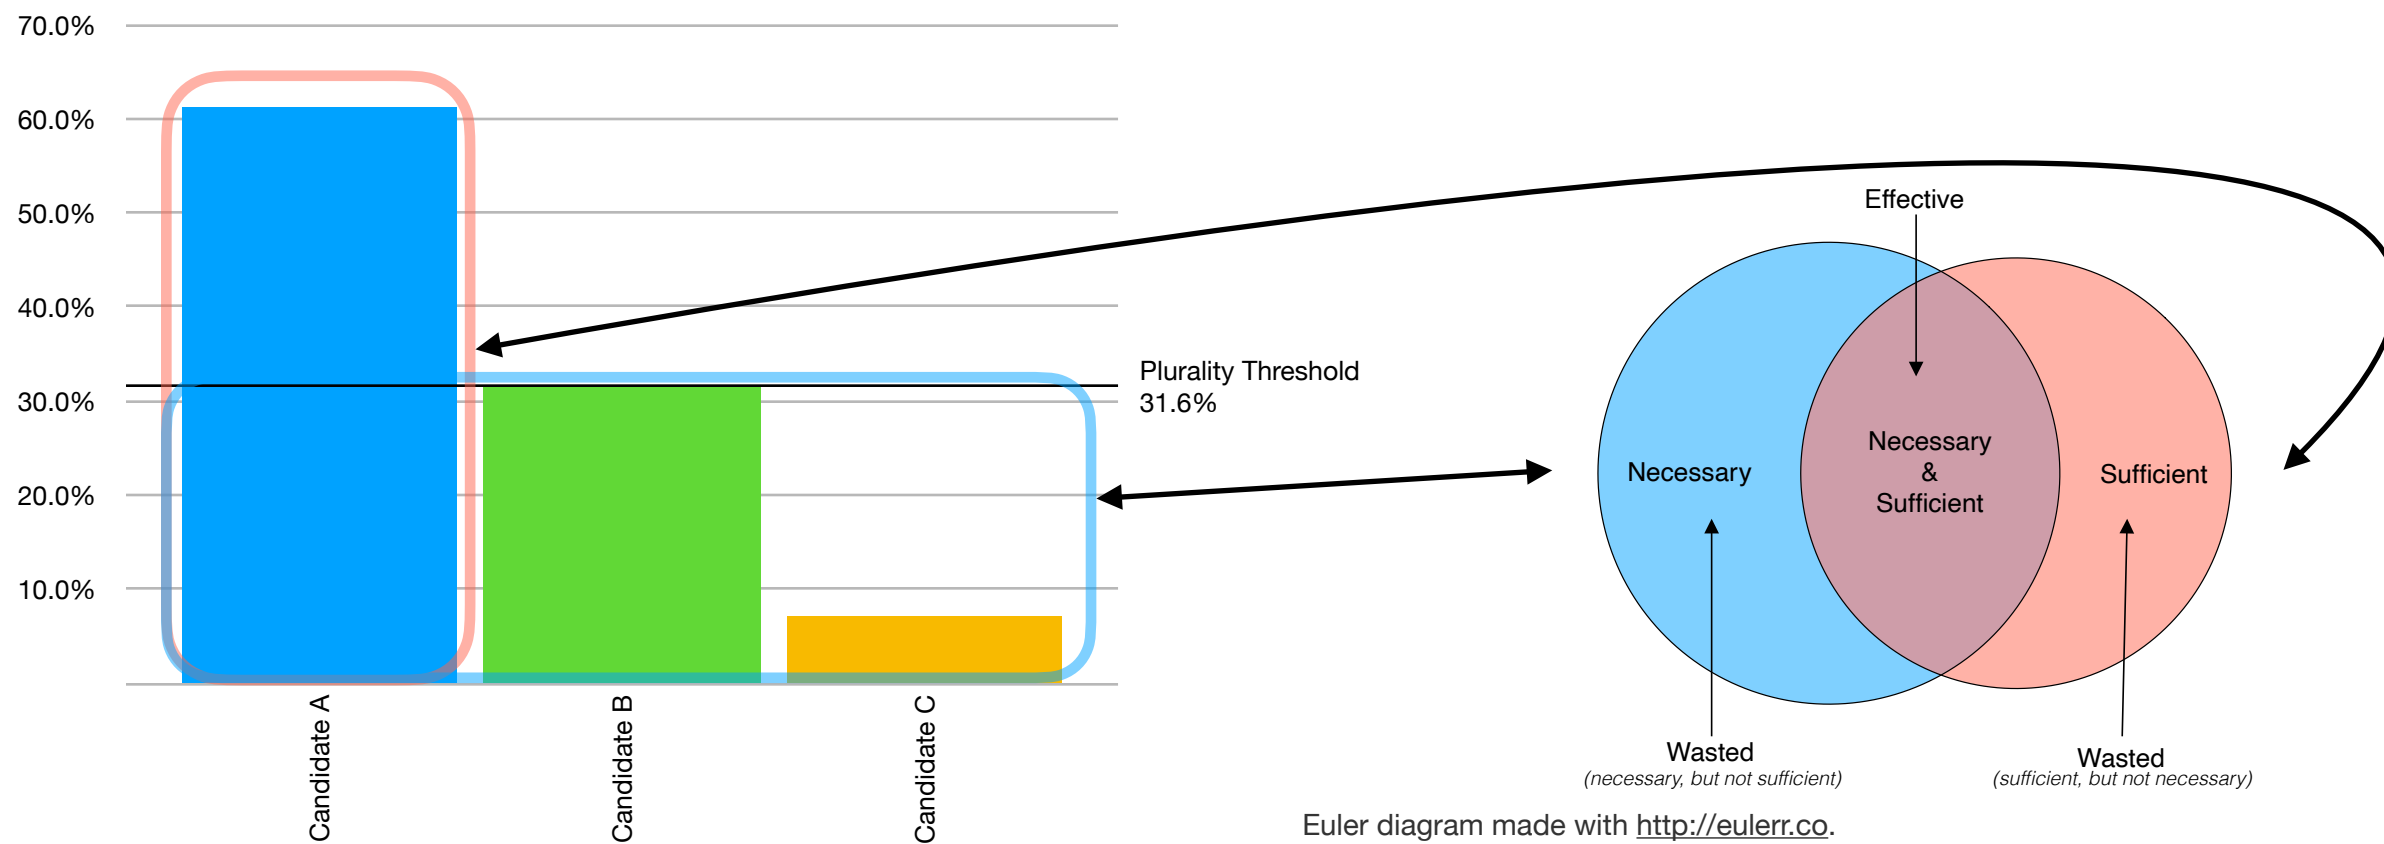 70.0%
60.0%
50.0%
40.0%
30.0%
20.0%
10.0%
Candidate A
Candidate B
Candidate C
Plurality Threshold
31.6%
Effective
Necessary
Necessary
&
Sufficient
Sufficient
Wasted
(necessary, but not sufficient)
Wasted
(sufficient, but not necessary)
Euler diagram made with http://eulerr.co.